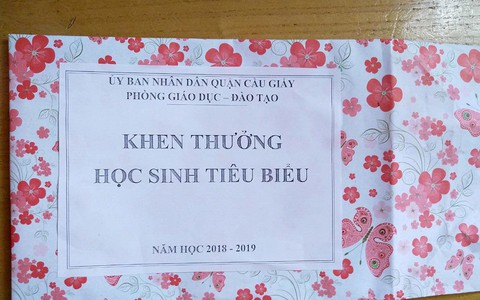 ỦY BAN NHÂN DÂN QUẬN CẦU GIẤY
PHÒNG GIÁO DỤC – ĐÀO TẠO
KHEN THƯỞNG
HỌC SINH TIÊU BIỂU
NĂM HỌC 2018 - 2019